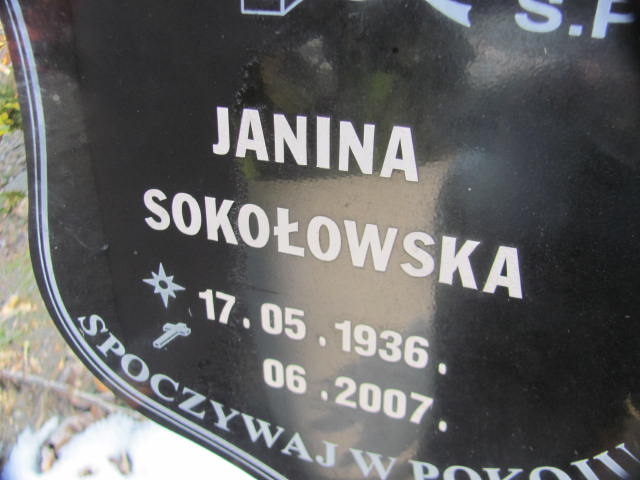 Ś.P
JANINA
SOKOŁOWSKA
17.05.1936.
06.2007.
SPOCZYWAJ W POKOJU